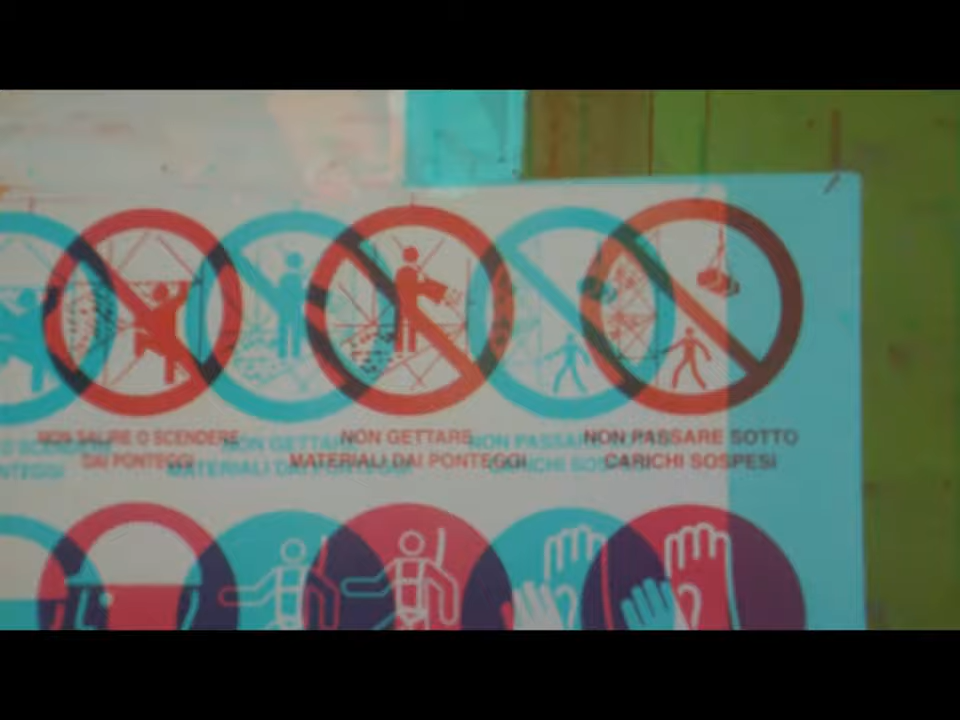 NON SALIRE O SCENDERE
DAI PONTEGGI
NON GETTARE
MATERIALI DAI PONTEGGI
NON PASSARE SOTTO
CARICHI SOSPESI